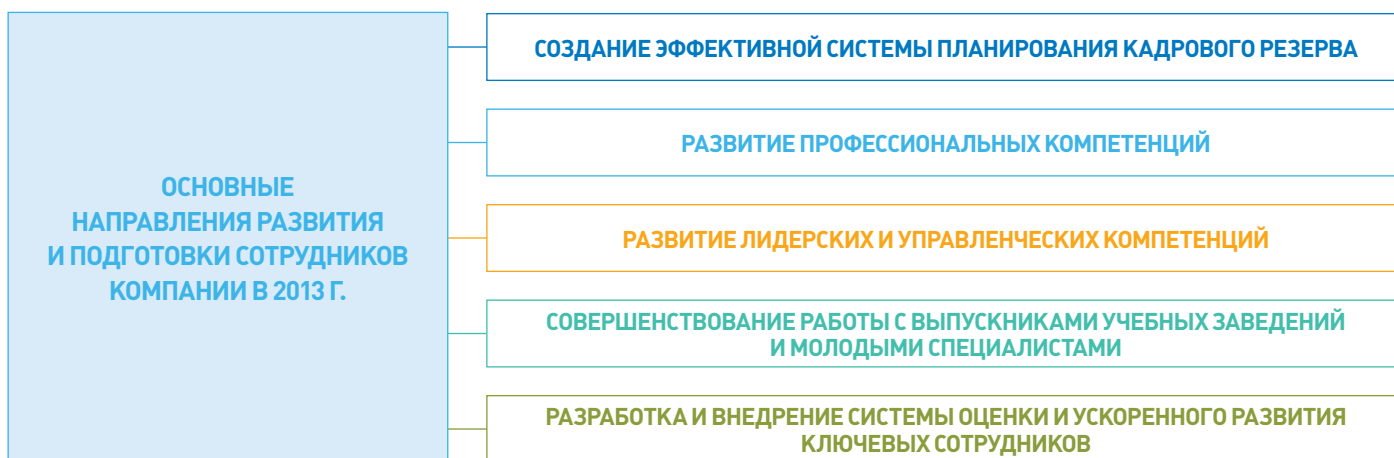 ОСНОВНЫЕ
НАПРАВЛЕНИЯ РАЗВИТИЯ
И ПОДГОТОВКИ СОТРУДНИКОВ
КОМПАНИИ В 2013 Г.
СОЗДАНИЕ ЭФФЕКТИВНОЙ СИСТЕМЫ ПЛАНИРОВАНИЯ КАДРОВОГО РЕЗЕРВА
РАЗВИТИЕ ПРОФЕССИОНАЛЬНЫХ КОМПЕТЕНЦИЙ
РАЗВИТИЕ ЛИДЕРСКИХ И УПРАВЛЕНЧЕСКИХ КОМПЕТЕНЦИЙ
СОВЕРШЕНСТВОВАНИЕ РАБОТЫ С ВЫПУСКНИКАМИ УЧЕБНЫХ ЗАВЕДЕНИЙ
И МОЛОДЫМИ СПЕЦИАЛИСТАМИ
РАЗРАБОТКА И ВНЕДРЕНИЕ СИСТЕМЫ ОЦЕНКИ И УСКОРЕННОГО РАЗВИТИЯ
КЛЮЧЕВЫХ СОТРУДНИКОВ